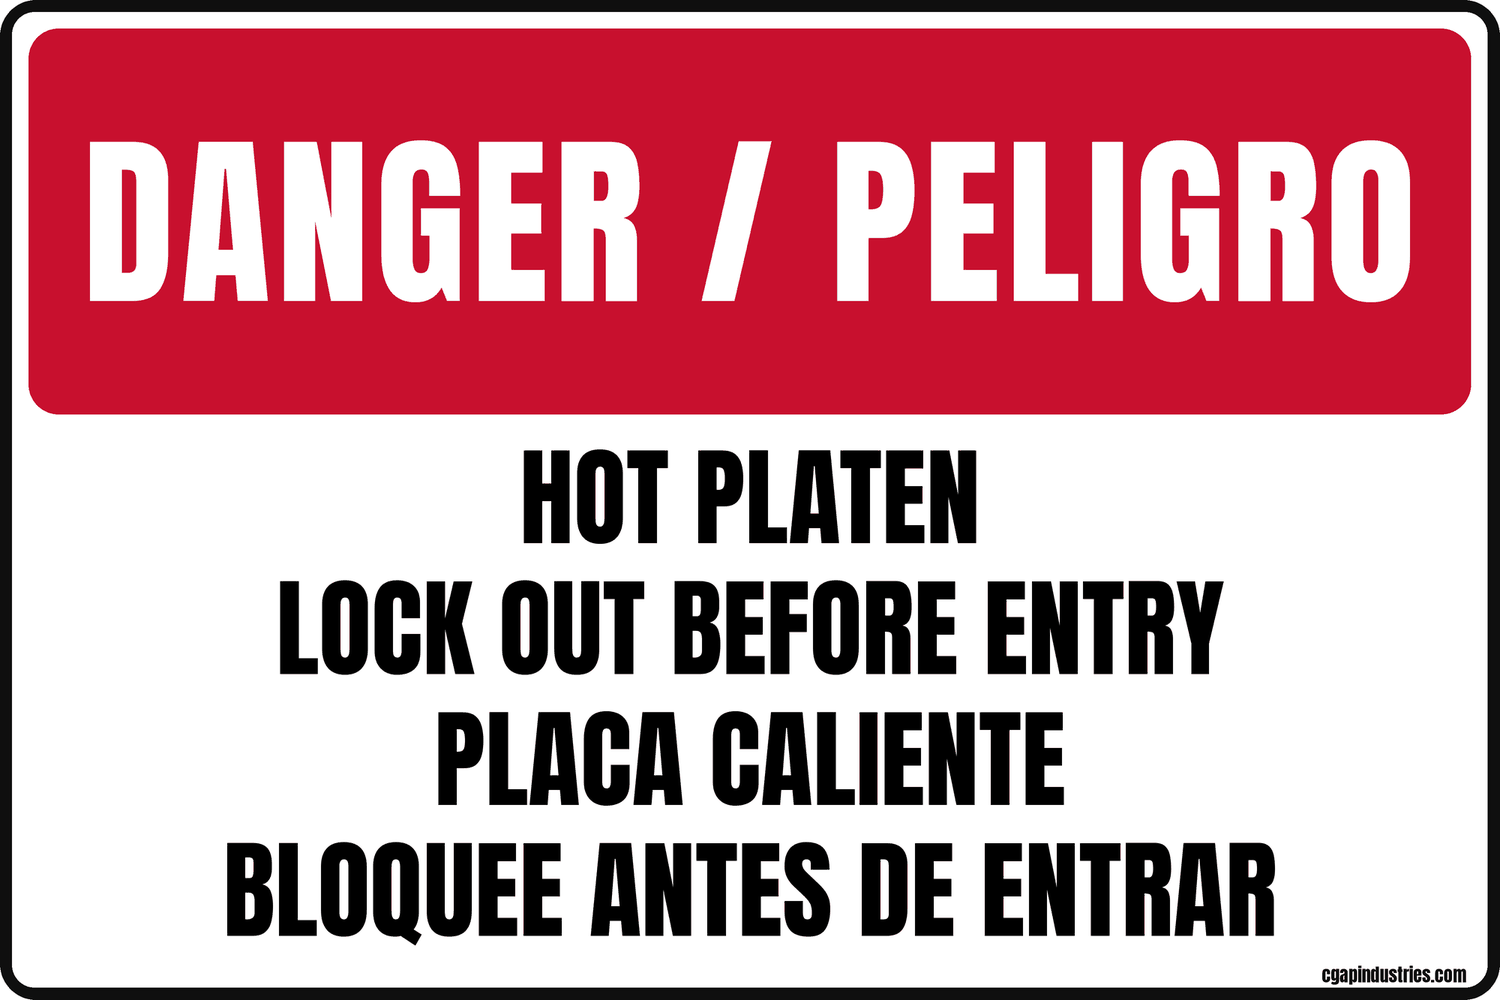 DANGER / PELIGRO
HOT PLATEN
LOCK OUT BEFORE ENTRY
PLACA CALIENTE
BLOQUEE ANTES DE ENTRAR
cgapindustries.com